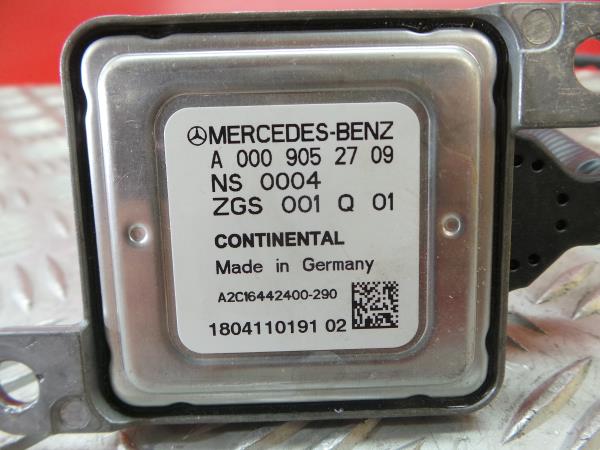 MERCEDES-BENZ
A 000 905 27 09
NS 0004
ZGS 001 Q 01
CONTINENTAL
Made in Germany
A2C16442400-290
1804110191 02